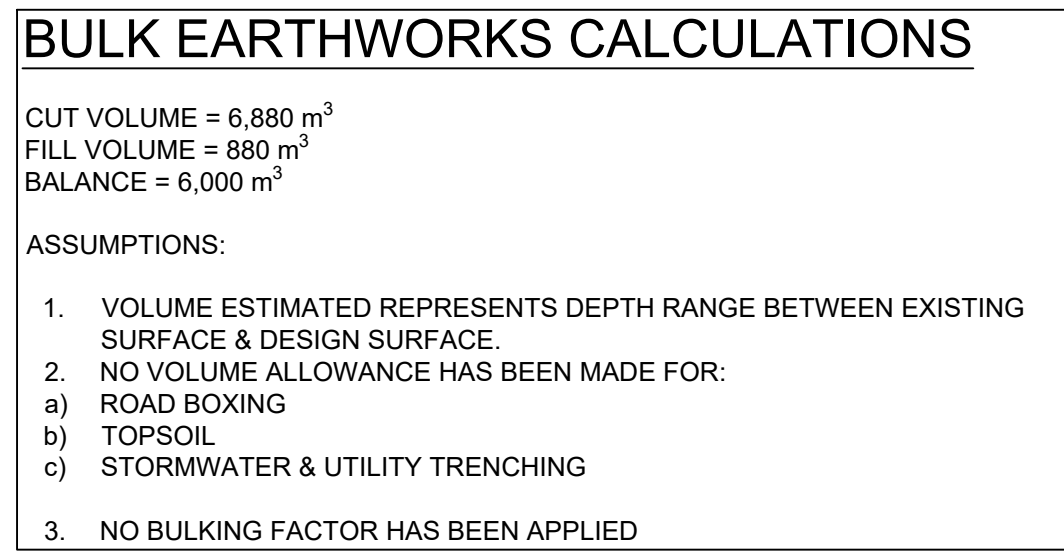 BULK EARTHWORKS CALCULATIONS
CUT VOLUME = 6,880 m³
FILL VOLUME = 880 m³
BALANCE = 6,000 m³
ASSUMPTIONS:
1. VOLUME ESTIMATED REPRESENTS DEPTH RANGE BETWEEN EXISTING
SURFACE & DESIGN SURFACE.
2. NO VOLUME ALLOWANCE HAS BEEN MADE FOR:
a) ROAD BOXING
b) TOPSOIL
c) STORMWATER & UTILITY TRENCHING
3. NO BULKING FACTOR HAS BEEN APPLIED